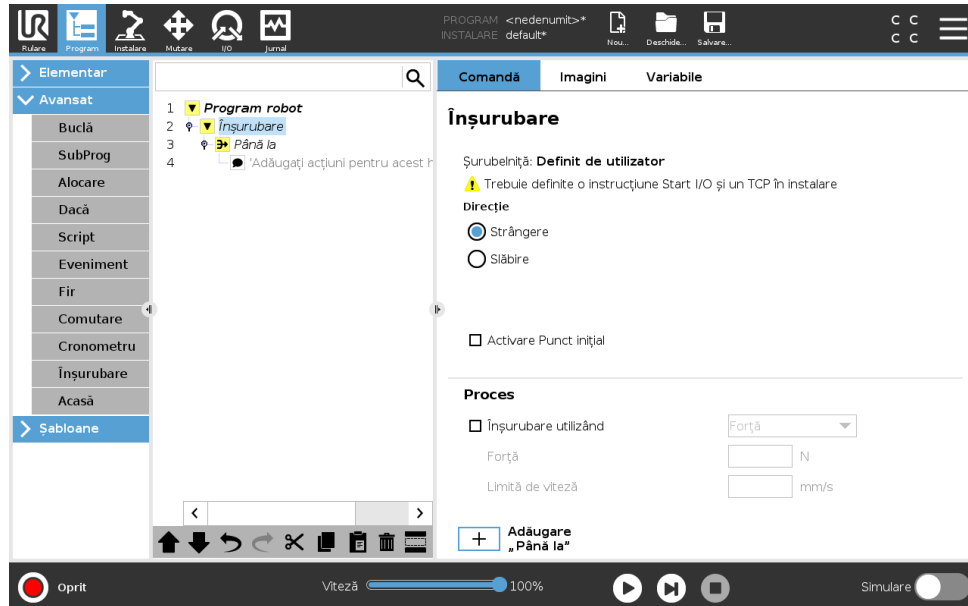 UR
Rulare
Program
Instalare
Mutare
I/O
Jurnal
PROGRAM <nedenumit>*
INSTALARE default*
Nou...
Deschide...
Salvare...
C C
C C
Elementar
Avansat
Buclă
SubProg
Alocare
Dacă
Script
Eveniment
Fir
Comutare
Cronometru
Înșurubare
Acasă
Șabloane
1 Program robot
2 Înșurubare
3 Până la
4 'Adăugați acțiuni pentru acest h
Comandă Imagini Variabile
Înșurubare
Șurubelniță: Definit de utilizator
Trebuie definite o instrucțiune Start I/O și un TCP în instalare
Direcție
Strângere
Slăbire
Activare Punct inițial
Proces
Înșurubare utilizând Forță
Forță N
Limită de viteză mm/s
Adăugare
„Până la”
Oprit
Viteză 100%
Simulare